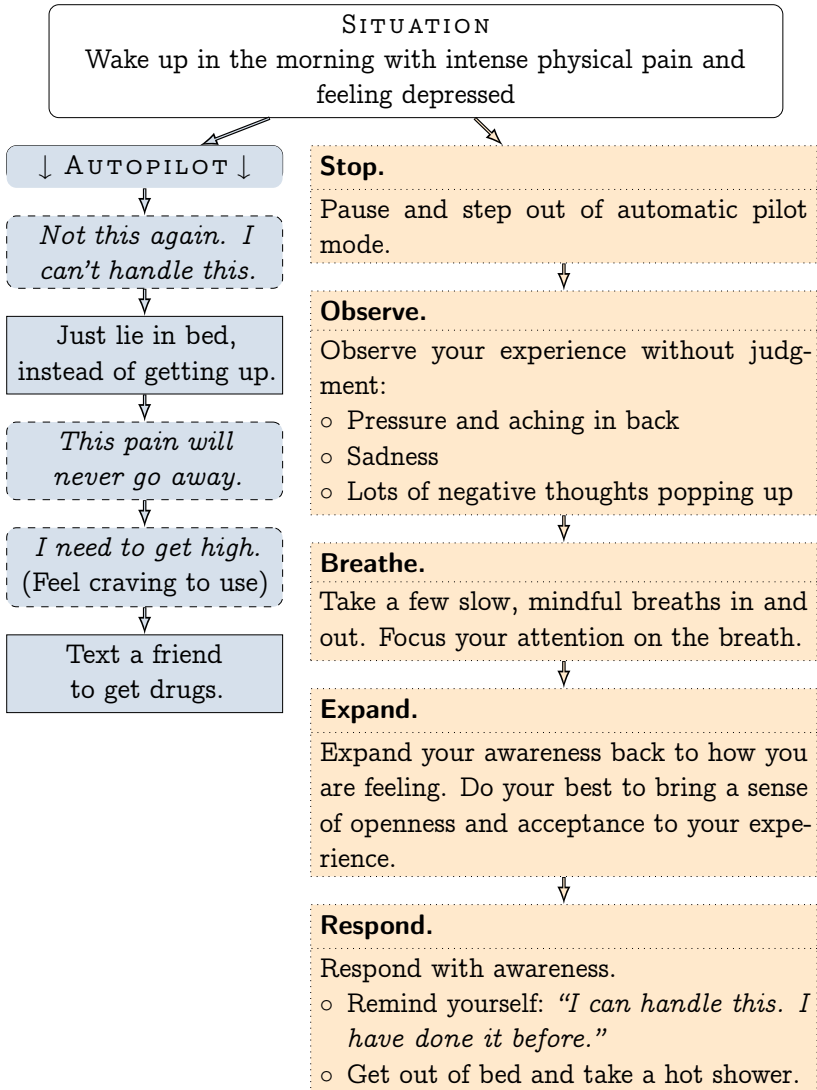 SITUATION
Wake up in the morning with intense physical pain and
feeling depressed
↓ AUTOPILOT ↓
Not this again. I
can't handle this.
Just lie in bed,
instead of getting up.
This pain will
never go away.
I need to get high.
(Feel craving to use)
Text a friend
to get drugs.
Stop.
Pause and step out of automatic pilot
mode.
Observe.
Observe your experience without judg-
ment:
◦ Pressure and aching in back
◦ Sadness
◦ Lots of negative thoughts popping up
Breathe.
Take a few slow, mindful breaths in and
out. Focus your attention on the breath.
Expand.
Expand your awareness back to how you
are feeling. Do your best to bring a sense
of openness and acceptance to your expe-
rience.
Respond.
Respond with awareness.
◦ Remind yourself: “I can handle this. I
have done it before.”
◦ Get out of bed and take a hot shower.